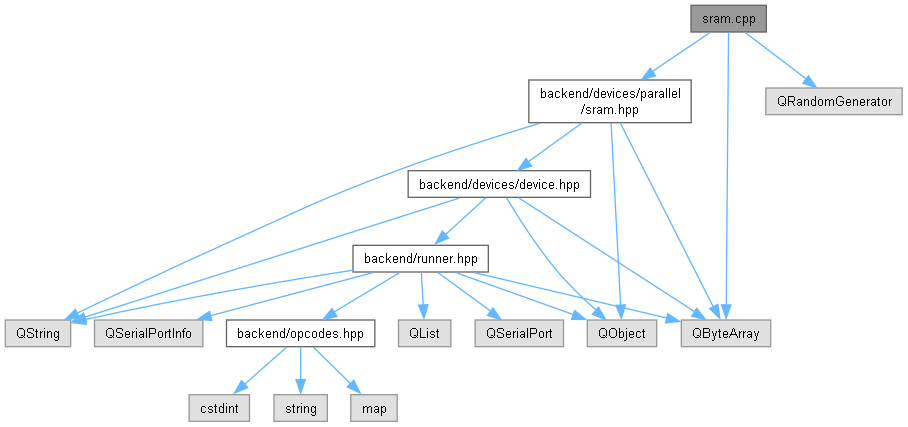 sram.cpp
backend/devices/parallel
/sram.hpp
QRandomGenerator
backend/devices/device.hpp
backend/runner.hpp
QString
QSerialPortInfo
backend/opcodes.hpp
QList
QSerialPort
QObject
QByteArray
cstdint
string
map